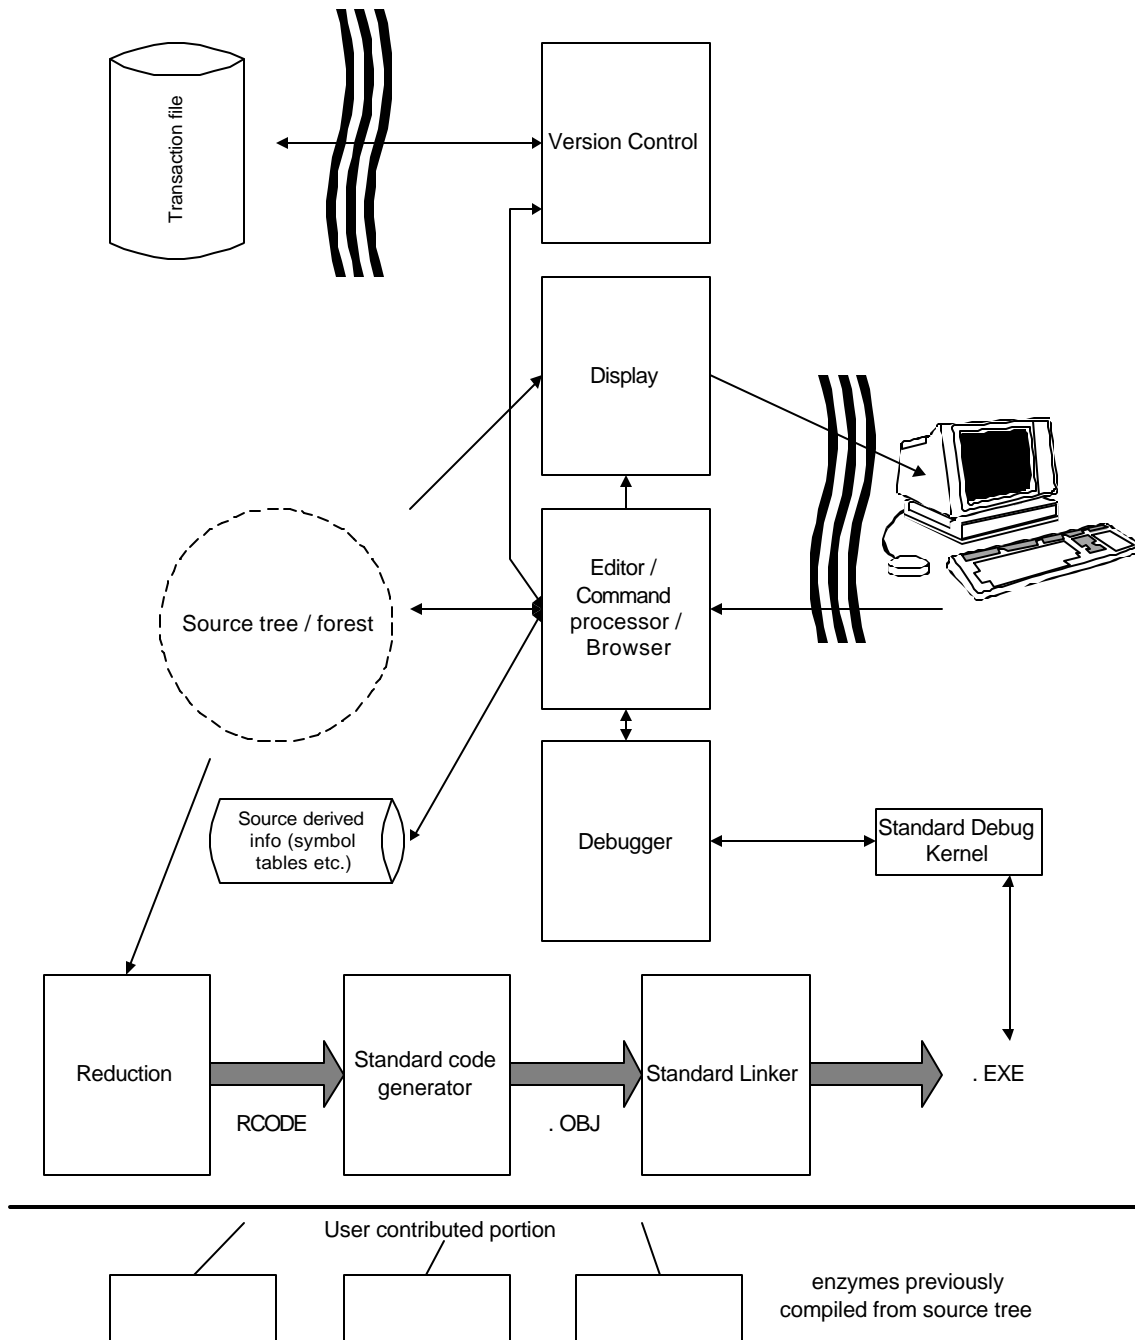 Transaction file
Version Control
Display
Editor /
Command
processor /
Browser
Source tree / forest
Source derived
info (symbol
tables etc.)
Debugger
Standard Debug
Kernel
Reduction
Standard code
generator
Standard Linker
. EXE
RCODE
. OBJ
User contributed portion
enzymes previously
compiled from source tree